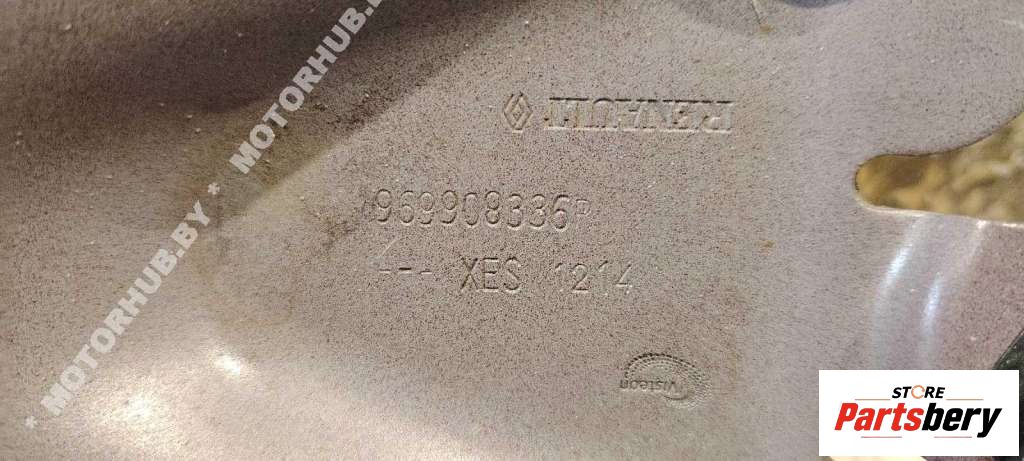 RENAULT
969908336R
--- XES 1214
Visteon
* MOTORHUB.BY * MOTORHUB.BY
STORE
Partsbery